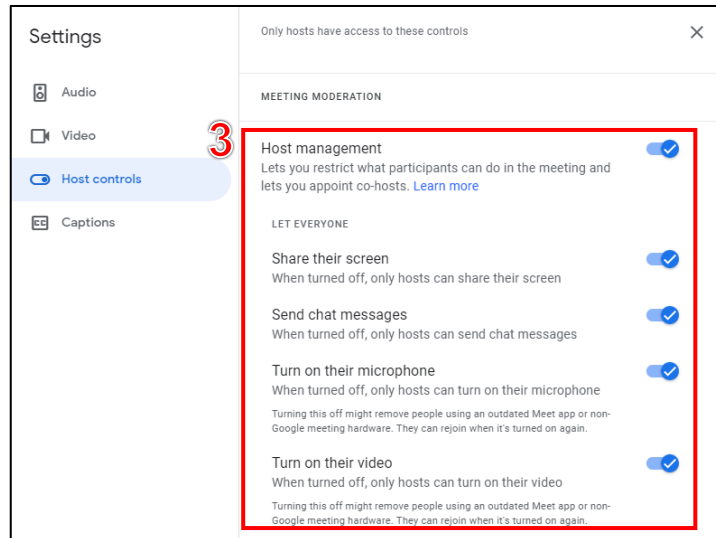 Settings
Audio
Video
Host controls
CC Captions
3
Only hosts have access to these controls
MEETING MODERATION
Host management
Lets you restrict what participants can do in the meeting and
lets you appoint co-hosts. Learn more
LET EVERYONE
Share their screen
When turned off, only hosts can share their screen
Send chat messages
When turned off, only hosts can send chat messages
Turn on their microphone
When turned off, only hosts can turn on their microphone
Turning this off might remove people using an outdated Meet app or non-
Google meeting hardware. They can rejoin when it's turned on again.
Turn on their video
When turned off, only hosts can turn on their video
Turning this off might remove people using an outdated Meet app or non-
Google meeting hardware. They can rejoin when it's turned on again.